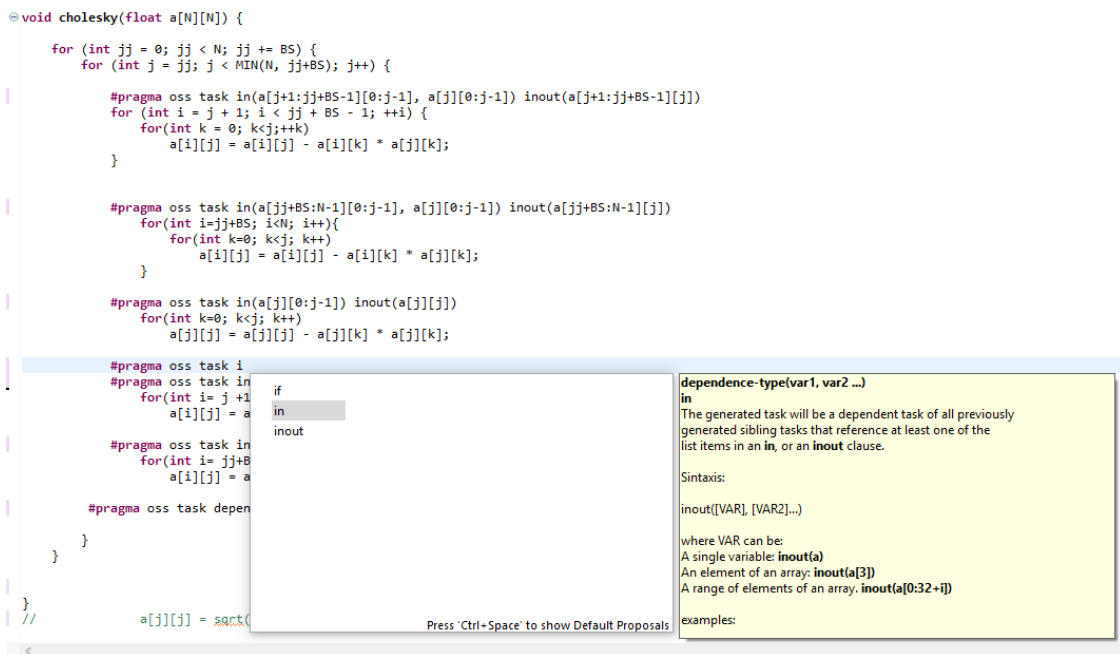 void cholesky(float a[N][N]) {
for (int jj = 0; jj < N; jj += BS) {
for (int j = jj; j < MIN(N, jj+BS); j++) {
#pragma oss task in(a[j+1:jj+BS-1][0:j-1], a[j][0:j-1]) inout(a[j+1:jj+BS-1][j])
for (int i = j + 1; i < jj + BS - 1; ++i) {
for(int k = 0; k<j;++k)
a[i][j] = a[i][j] - a[i][k] * a[j][k];
}
#pragma oss task in(a[jj+BS:N-1][0:j-1], a[j][0:j-1]) inout(a[jj+BS:N-1][j])
for(int i=jj+BS; i<N; i++){
for(int k=0; k<j; k++)
a[i][j] = a[i][j] - a[i][k] * a[j][k];
}
#pragma oss task in(a[j][0:j-1]) inout(a[j][j])
for(int k=0; k<j; k++)
a[j][j] = a[j][j] - a[j][k] * a[j][k];
#pragma oss task i
#pragma oss task in
for(int i= j +1
a[i][j] = a
#pragma oss task in
for(int i= jj+B
a[i][j] = a
#pragma oss task depen
}
}
}
// a[j][j] = sqrt(
if
in
inout
Press 'Ctrl+Space' to show Default Proposals
dependence-type(var1, var2 ...)
in
The generated task will be a dependent task of all previously
generated sibling tasks that reference at least one of the
list items in an in, or an inout clause.
Sintaxis:
inout([VAR], [VAR2]...)
where VAR can be:
A single variable: inout(a)
An element of an array: inout(a[3])
A range of elements of an array. inout(a[0:32+i])
examples: